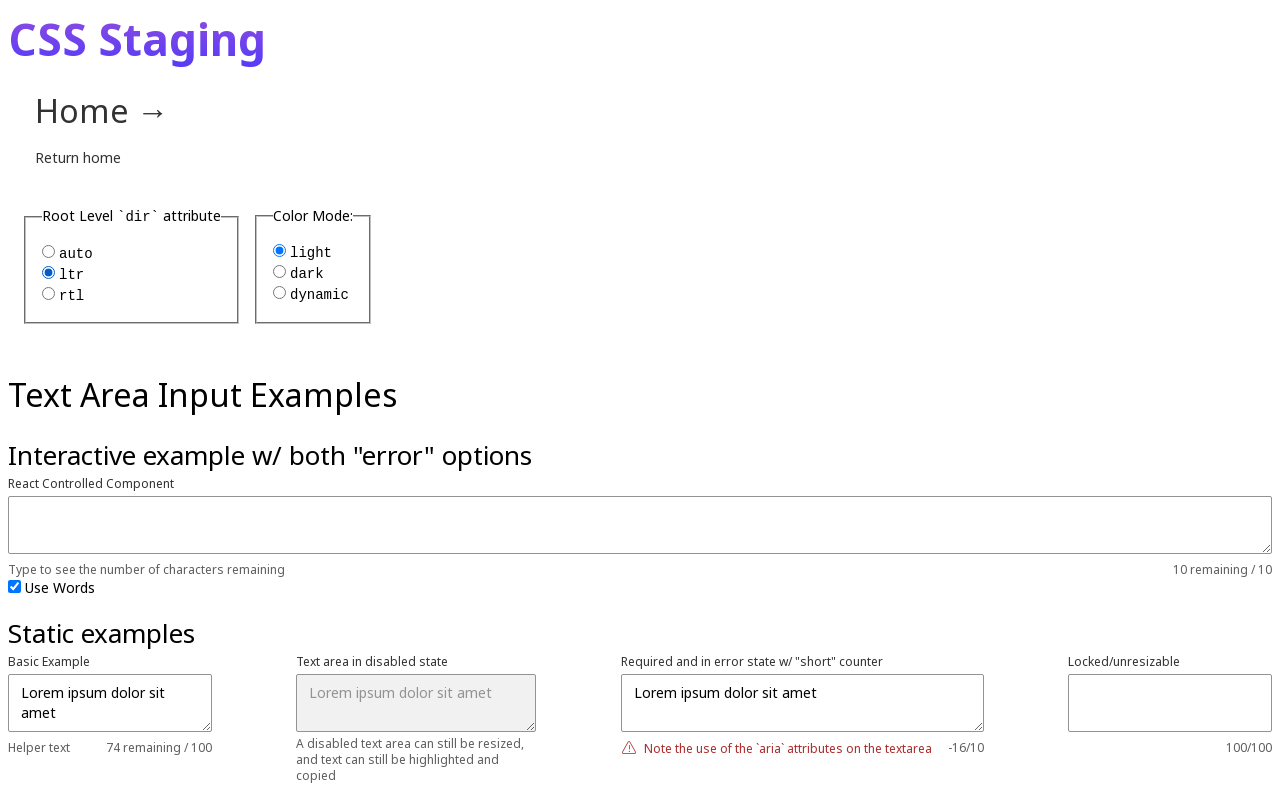 CSS Staging
Home →
Return home
Root Level `dir` attribute
auto
ltr
rtl
Color Mode:
light
dark
dynamic
Text Area Input Examples
Interactive example w/ both "error" options
React Controlled Component
Type to see the number of characters remaining
10 remaining / 10
Use Words
Static examples
Basic Example
Lorem ipsum dolor sit
amet
Helper text
74 remaining / 100
Text area in disabled state
Lorem ipsum dolor sit amet
A disabled text area can still be resized,
and text can still be highlighted and
copied
Required and in error state w/ "short" counter
Lorem ipsum dolor sit amet
Note the use of the `aria` attributes on the textarea
-16/10
Locked/unresizable
100/100